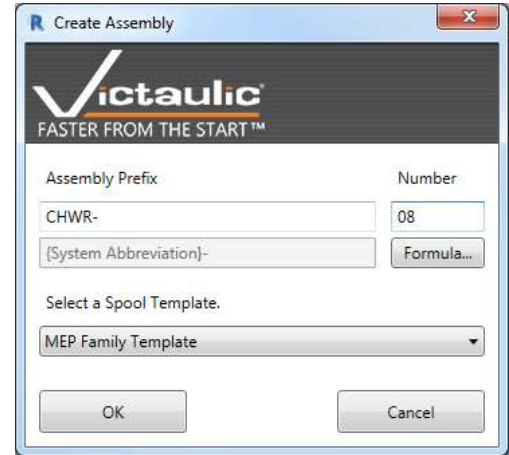 Create Assembly
Victaulic
FASTER FROM THE START™
Assembly Prefix Number
CHWR- 08
{System Abbreviation}- Formula...
Select a Spool Template.
MEP Family Template
OK Cancel